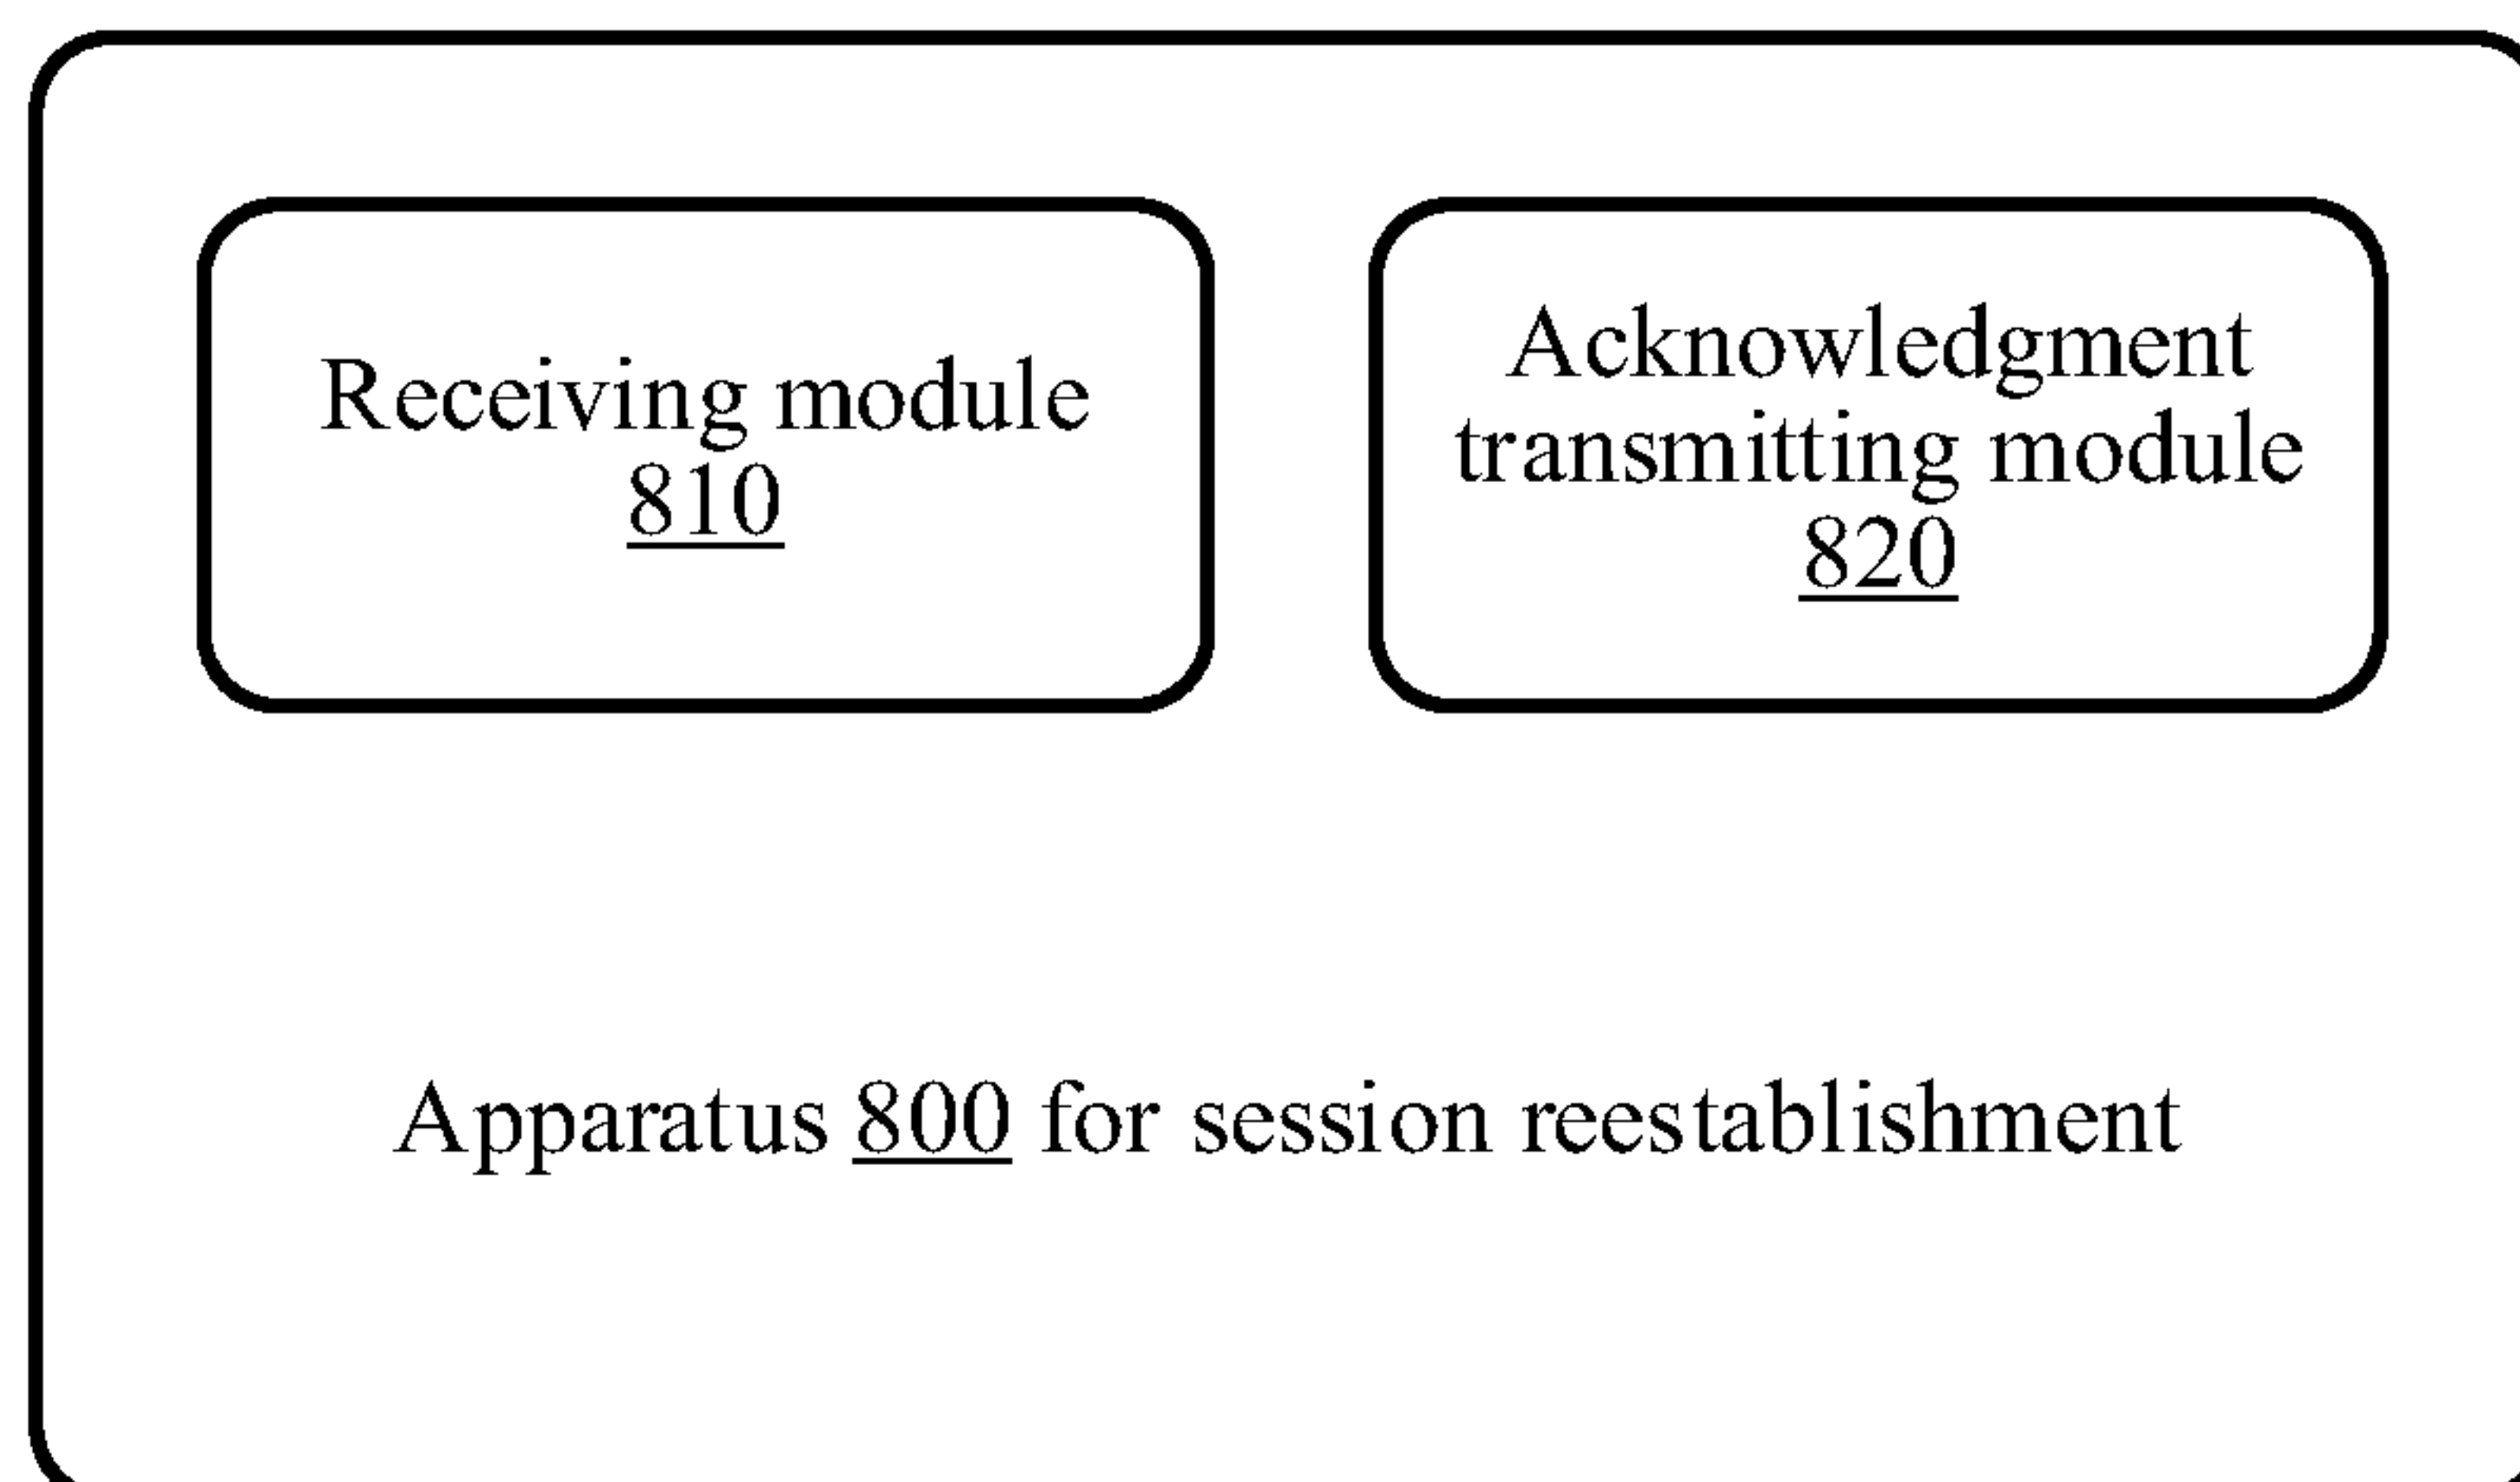 Receiving module
810
Acknowledgment
transmitting module
820
Apparatus 800 for session reestablishment